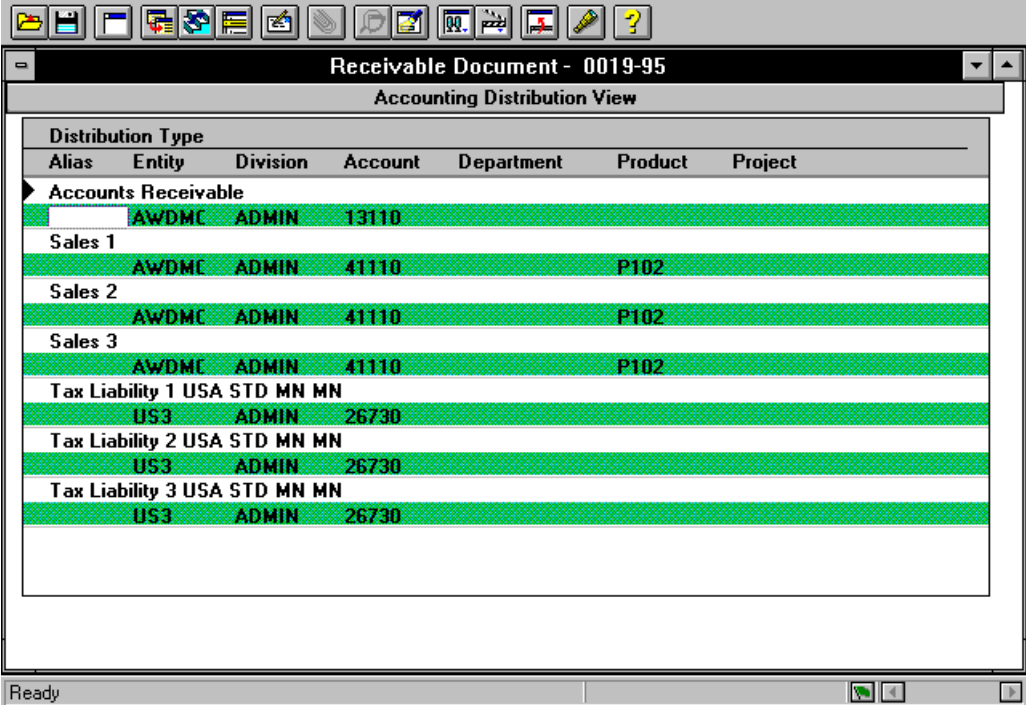 Receivable Document - 0019-95
Accounting Distribution View
Distribution Type
Alias Entity Division Account Department Product Project
Accounts Receivable
AWDMC ADMIN 13110
Sales 1
AWDMC ADMIN 41110 P102
Sales 2
AWDMC ADMIN 41110 P102
Sales 3
AWDMC ADMIN 41110 P102
Tax Liability 1 USA STD MN MN
US3 ADMIN 26730
Tax Liability 2 USA STD MN MN
US3 ADMIN 26730
Tax Liability 3 USA STD MN MN
US3 ADMIN 26730
Ready